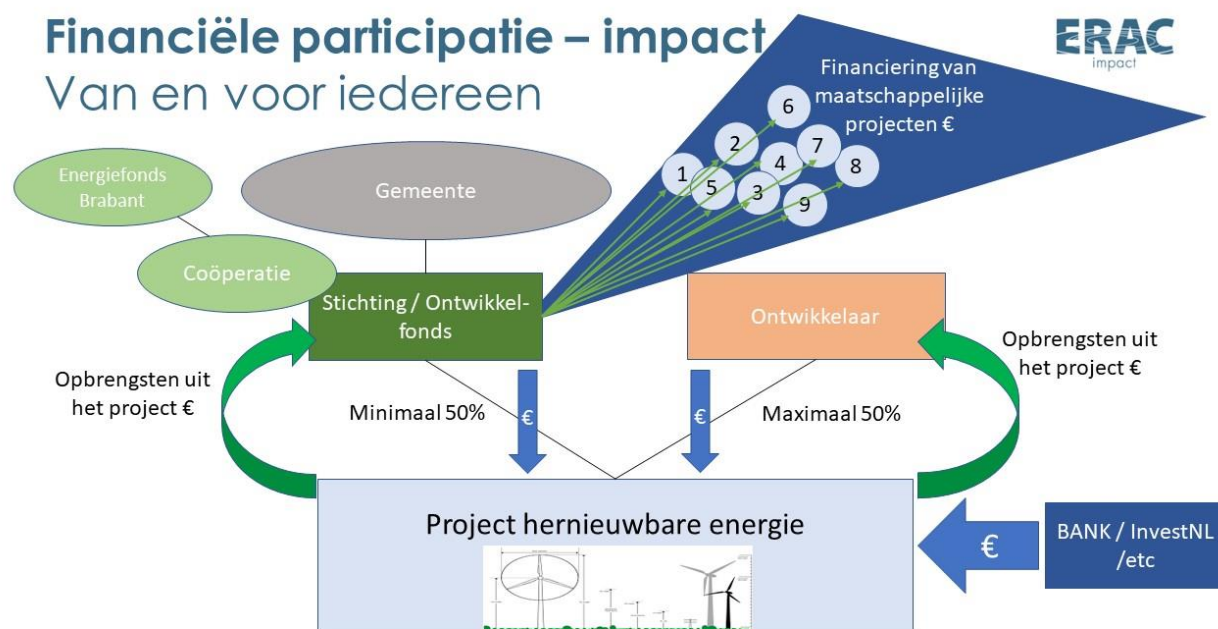 Financiële participatie – impact
Van en voor iedereen
ERAC
impact
Financiering van
maatschappelijke
projecten €
6
2
7
1
4
8
5
3
9
Energiefonds
Brabant
Gemeente
Coöperatie
Stichting / Ontwikkel-
fonds
Ontwikkelaar
Opbrengsten uit
het project €
Minimaal 50%
€
€
Maximaal 50%
Opbrengsten uit
het project €
Project hernieuwbare energie
€
BANK / InvestNL
/etc